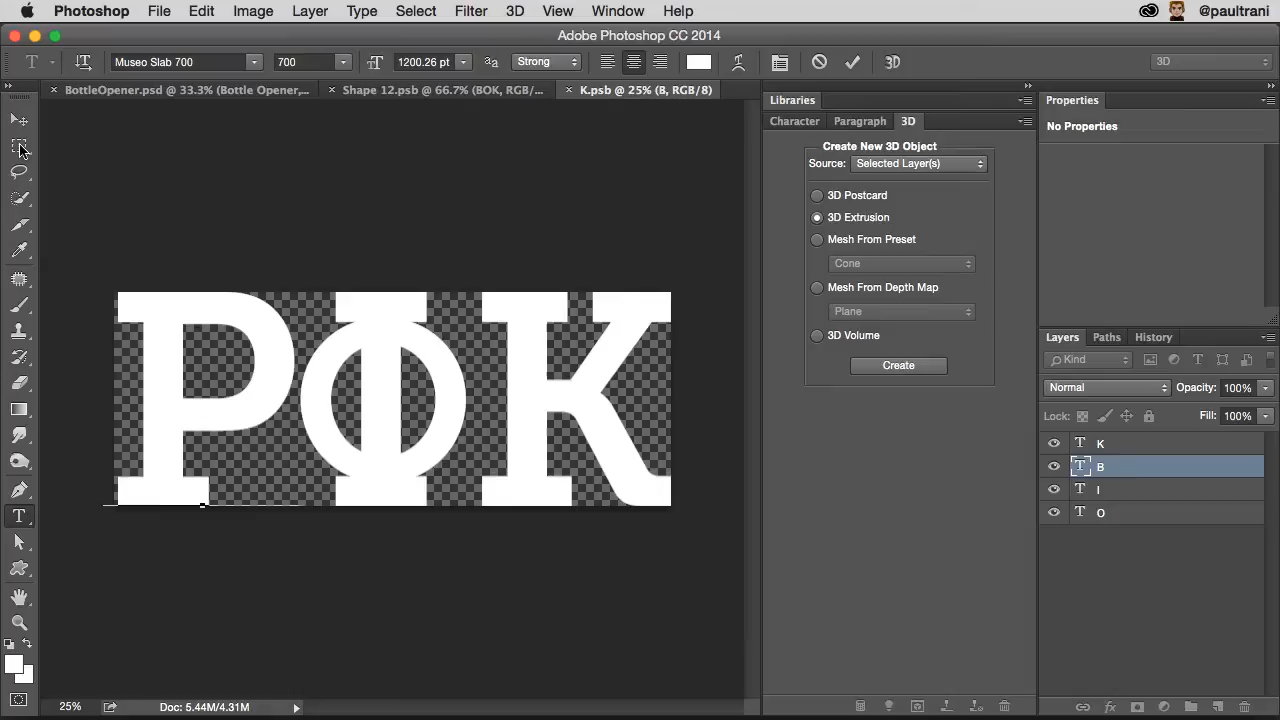 Photoshop File Edit Image Layer Type Select Filter 3D View Window Help @paultrani
Adobe Photoshop CC 2014
T Museo Slab 700 700 1200.26 pt aa Strong 3D 3D
× BottleOpener.psd @ 33.3% (Bottle Opener,... × Shape 12.psb @ 66.7% (BOK, RGB/... × K.psb @ 25% (B, RGB/8)
Libraries
Properties
Character Paragraph 3D
No Properties
Create New 3D Object
Source: Selected Layer(s)
3D Postcard
3D Extrusion
Mesh From Preset
Cone
Mesh From Depth Map
Plane
3D Volume
Create
PΦK
Layers Paths History
Kind
Normal Opacity: 100%
Lock: Fill: 100%
T K
T B
T I
T O
25% Doc: 5.44M/4.31M